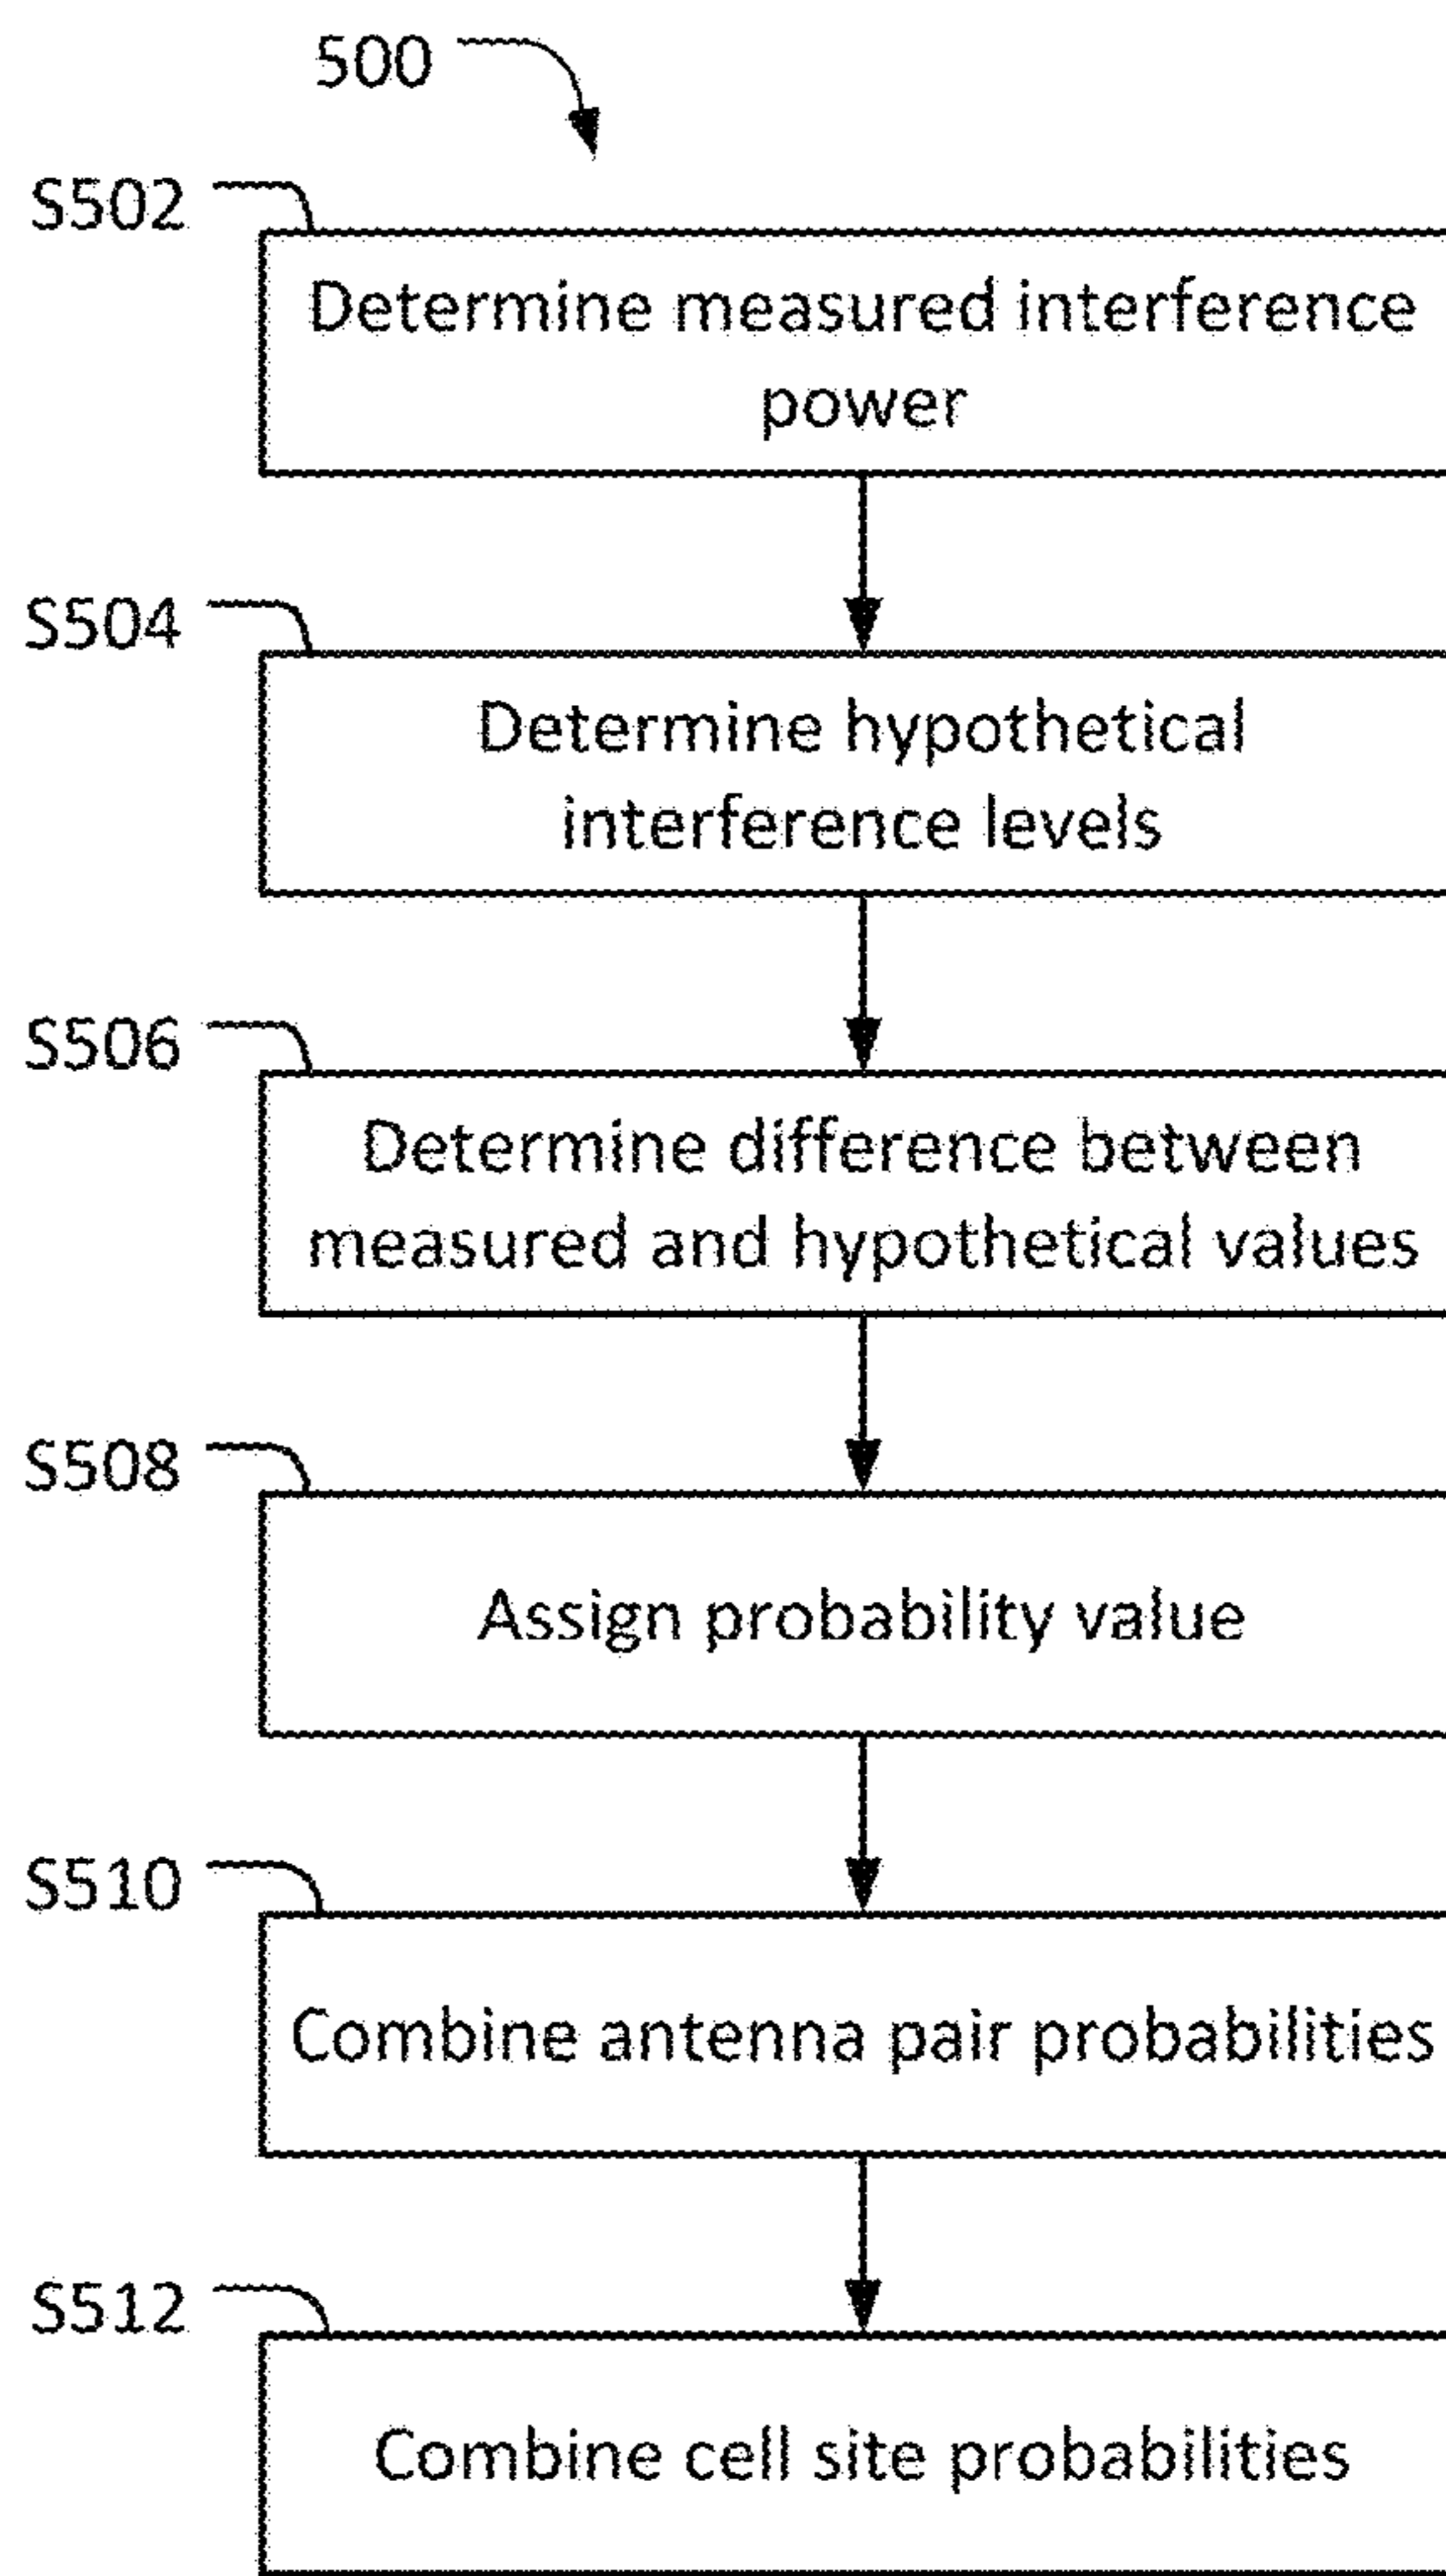 500
S502
Determine measured interference
power
S504
Determine hypothetical
interference levels
S506
Determine difference between
measured and hypothetical values
S508
Assign probability value
S510
Combine antenna pair probabilities
S512
Combine cell site probabilities